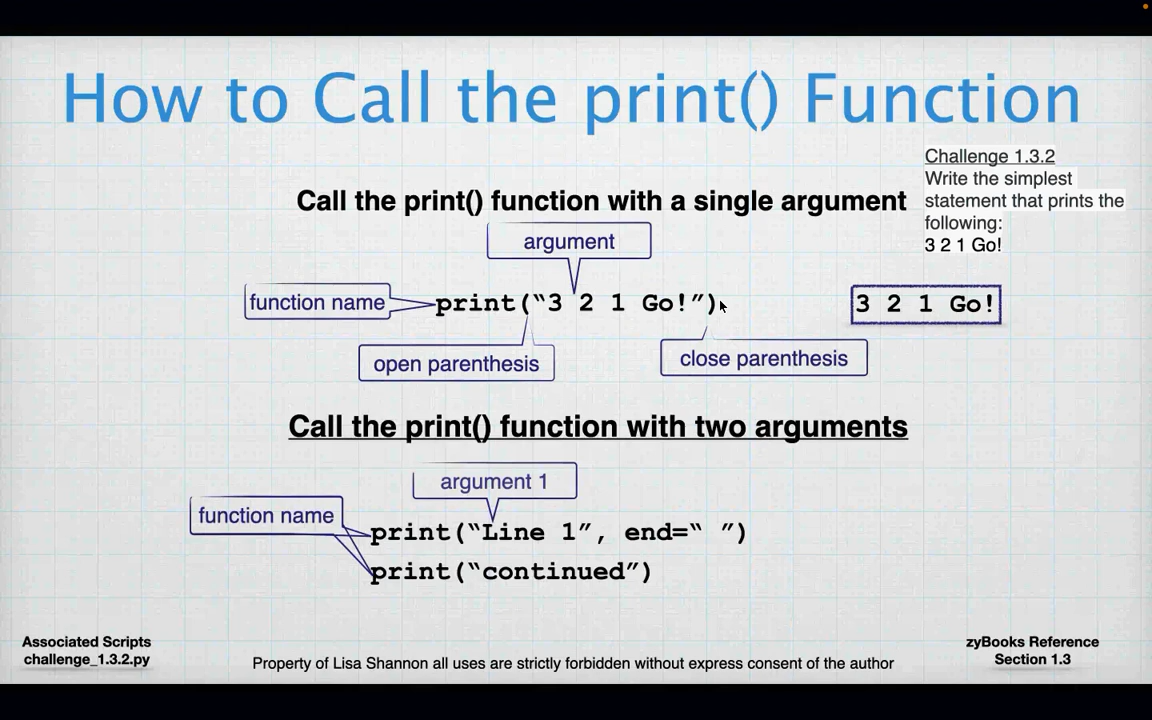 How to Call the print() Function
Challenge 1.3.2
Write the simplest
statement that prints the
following:
3 2 1 Go!
Call the print() function with a single argument
argument
function name
print(“3 2 1 Go!”)
3 2 1 Go!
open parenthesis
close parenthesis
Call the print() function with two arguments
argument 1
function name
print(“Line 1”, end=“ ”)
print(“continued”)
Associated Scripts
challenge_1.3.2.py
Property of Lisa Shannon all uses are strictly forbidden without express consent of the author
zyBooks Reference
Section 1.3